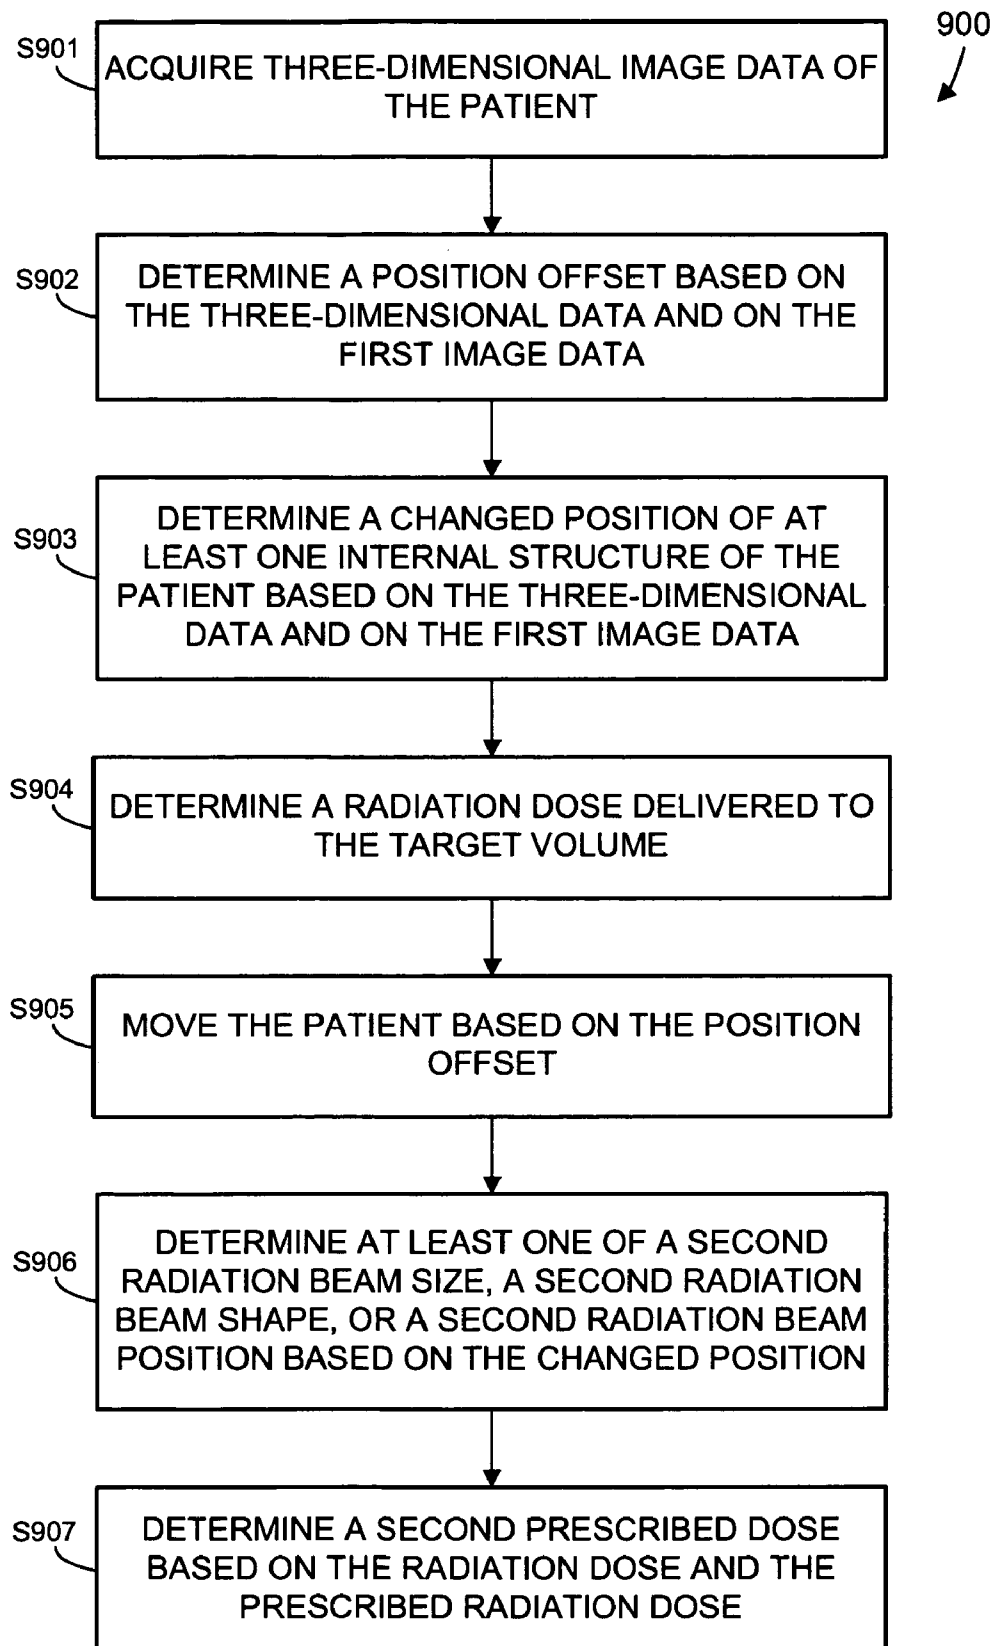 900
S901
ACQUIRE THREE-DIMENSIONAL IMAGE DATA OF
THE PATIENT
S902
DETERMINE A POSITION OFFSET BASED ON
THE THREE-DIMENSIONAL DATA AND ON THE
FIRST IMAGE DATA
S903
DETERMINE A CHANGED POSITION OF AT
LEAST ONE INTERNAL STRUCTURE OF THE
PATIENT BASED ON THE THREE-DIMENSIONAL
DATA AND ON THE FIRST IMAGE DATA
S904
DETERMINE A RADIATION DOSE DELIVERED TO
THE TARGET VOLUME
S905
MOVE THE PATIENT BASED ON THE POSITION
OFFSET
S906
DETERMINE AT LEAST ONE OF A SECOND
RADIATION BEAM SIZE, A SECOND RADIATION
BEAM SHAPE, OR A SECOND RADIATION BEAM
POSITION BASED ON THE CHANGED POSITION
S907
DETERMINE A SECOND PRESCRIBED DOSE
BASED ON THE RADIATION DOSE AND THE
PRESCRIBED RADIATION DOSE